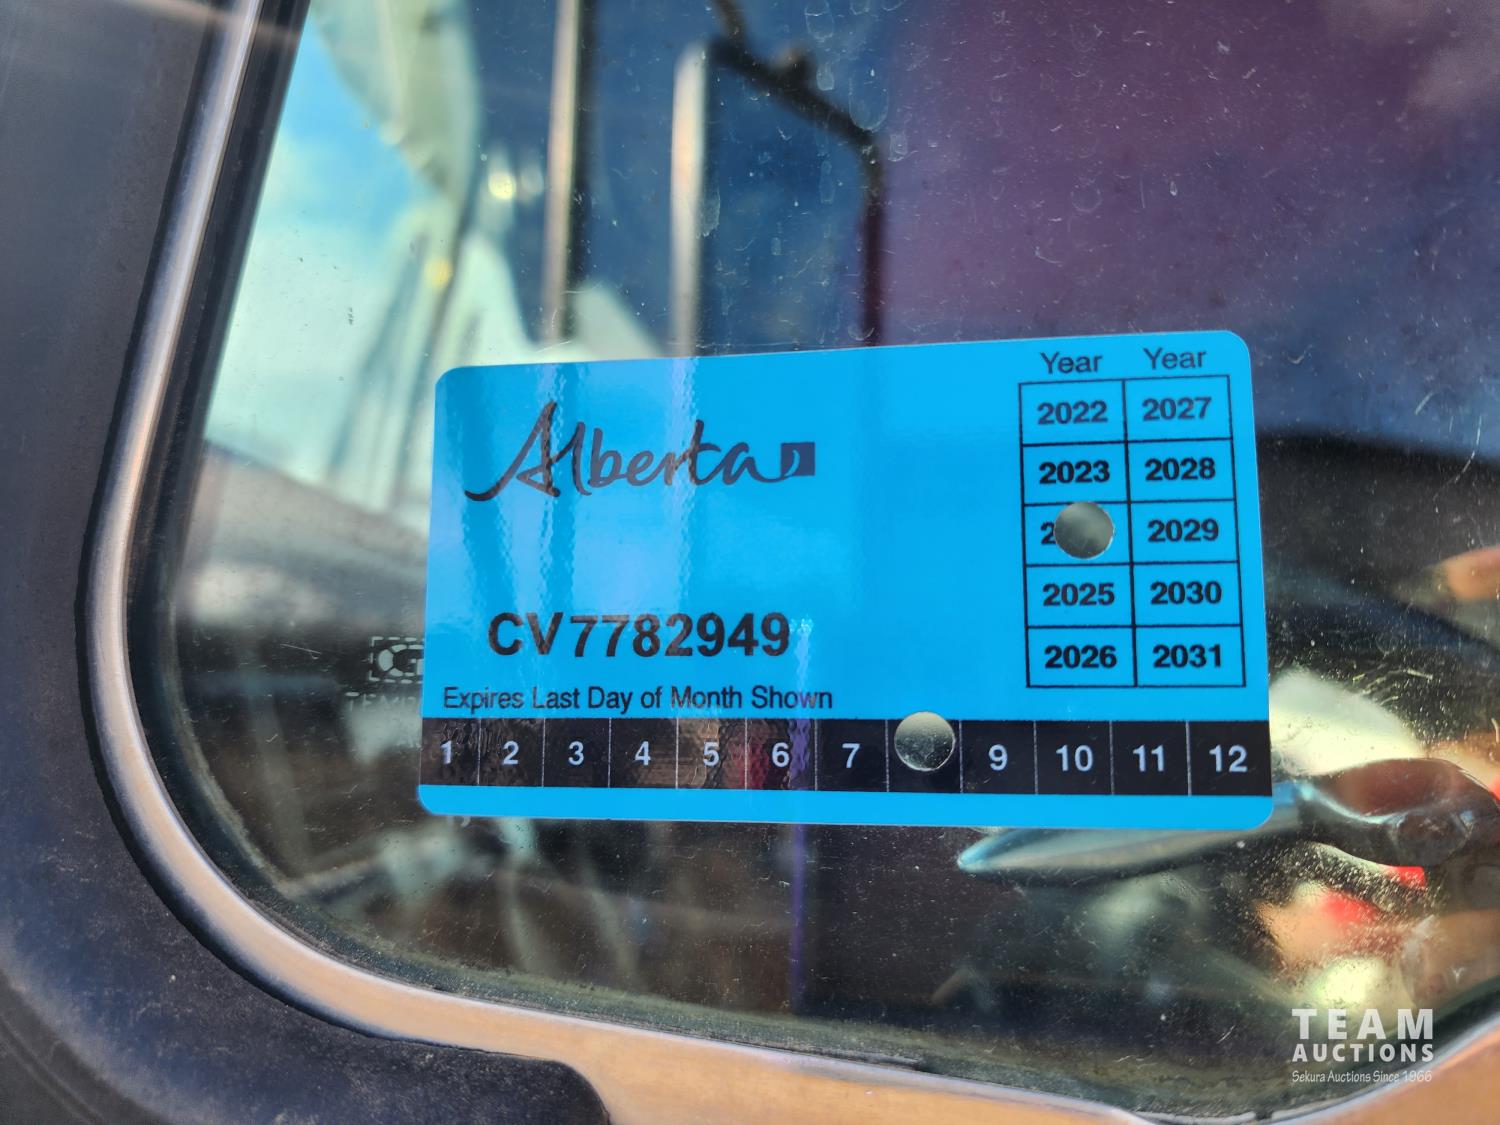 Year Year
Alberta
2022 2027
2023 2028
2029
2025 2030
2026 2031
CV7782949
Expires Last Day of Month Shown
1 2 3 4 5 6 7 9 10 11 12
TEAM
AUCTIONS
Sekura Auctions Since 1966